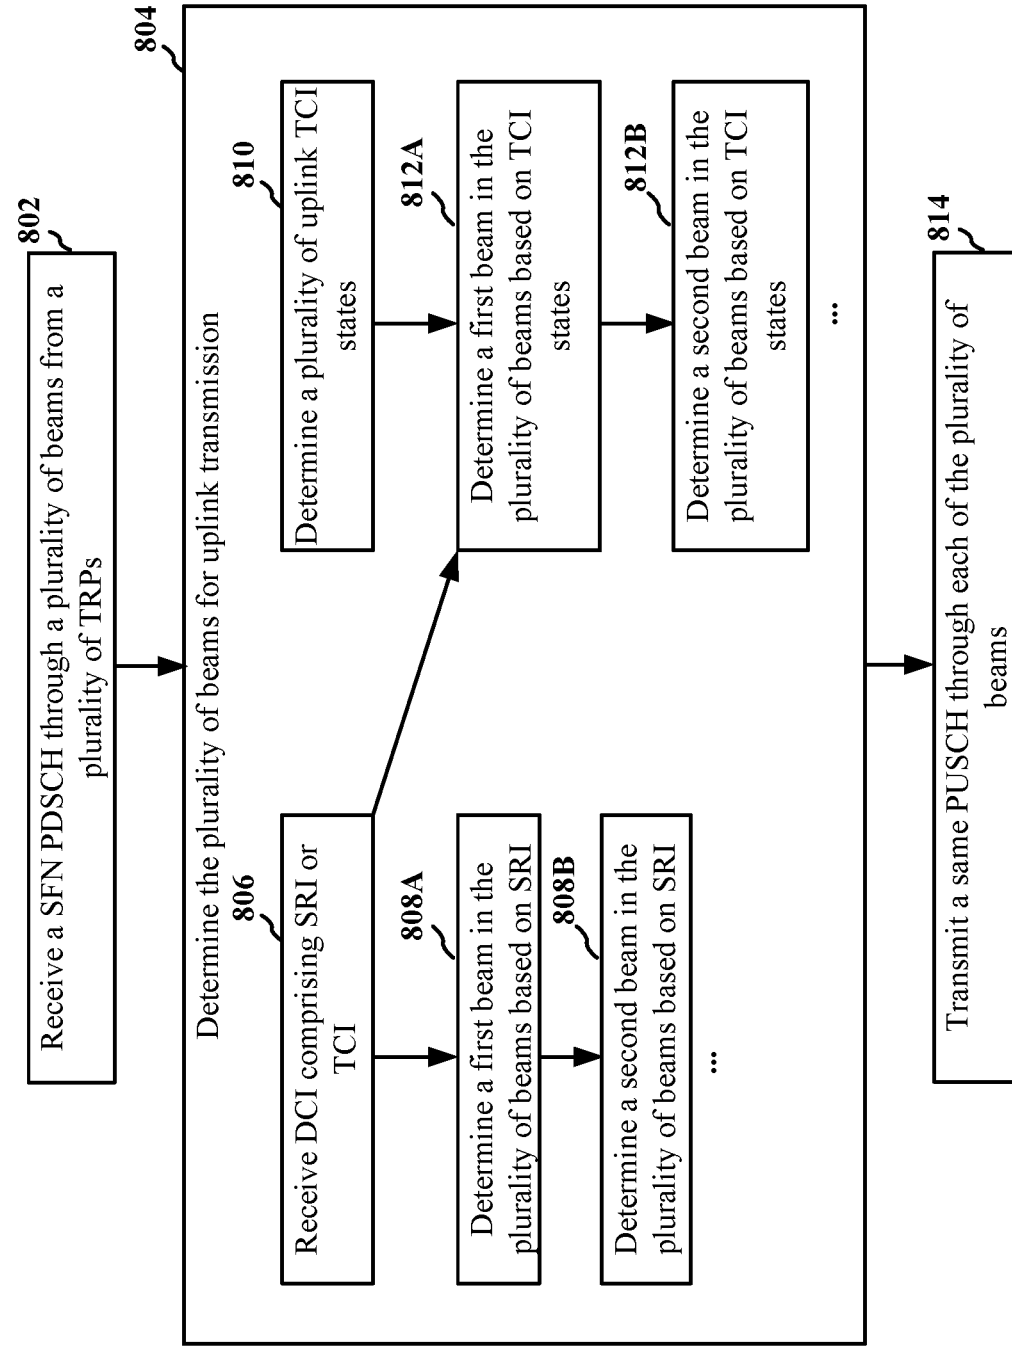 802
Receive a SFN PDSCH through a plurality of beams from a
plurality of TRPs
804
Determine the plurality of beams for uplink transmission
806
Receive DCI comprising SRI or
TCI
808A
Determine a first beam in the
plurality of beams based on SRI
808B
Determine a second beam in the
plurality of beams based on SRI
...
810
Determine a plurality of uplink TCI
states
812A
Determine a first beam in the
plurality of beams based on TCI
states
812B
Determine a second beam in the
plurality of beams based on TCI
states
...
814
Transmit a same PUSCH through each of the plurality of
beams